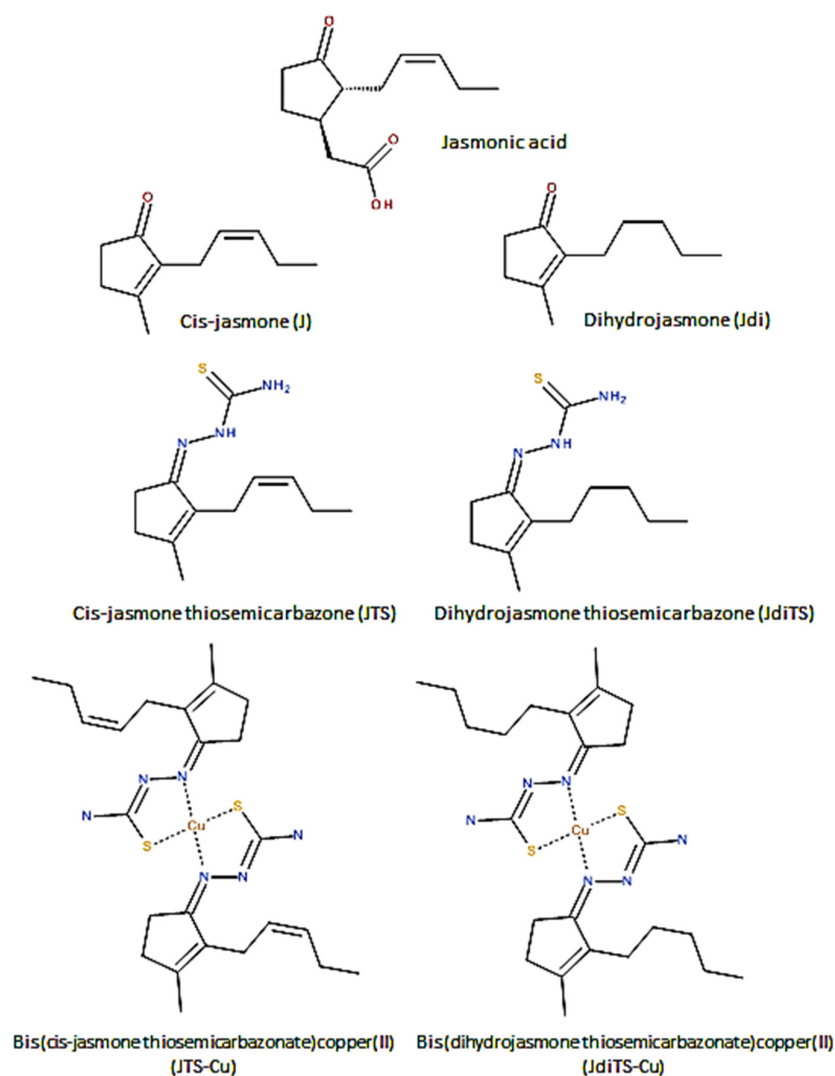 O
O
OH
Jasmonic acid
O
O
Cis-jasmone (J)
Dihydrojasmone (Jdi)
S
NH2
N
NH
S
NH2
N
NH
Cis-jasmone thiosemicarbazone (JTS)
Dihydrojasmone thiosemicarbazone (JdiTS)
N
N
S
N
Cu
N
S
N
N
N
N
S
N
Cu
N
S
N
N
Bis(cis-jasmone thiosemicarbazonate)copper(II)
(JTS-Cu)
Bis(dihydrojasmone thiosemicarbazonate)copper(II)
(JdiTS-Cu)